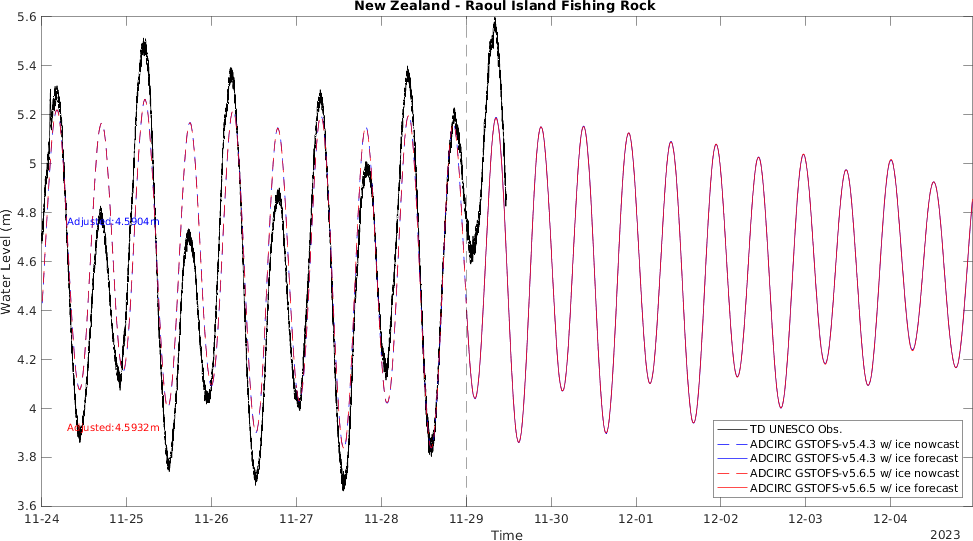 New Zealand - Raoul Island Fishing Rock
5.6
5.4
5.2
5
4.8
4.6
4.4
4.2
4
3.8
3.6
Water Level (m)
Adjusted:4.5904m
Adjusted:4.5932m
TD UNESCO Obs.
ADCIRC GSTOFS-v5.4.3 w/ ice nowcast
ADCIRC GSTOFS-v5.4.3 w/ ice forecast
ADCIRC GSTOFS-v5.6.5 w/ ice nowcast
ADCIRC GSTOFS-v5.6.5 w/ ice forecast
11-24 11-25 11-26 11-27 11-28 11-29 11-30 12-01 12-02 12-03 12-04
Time
2023